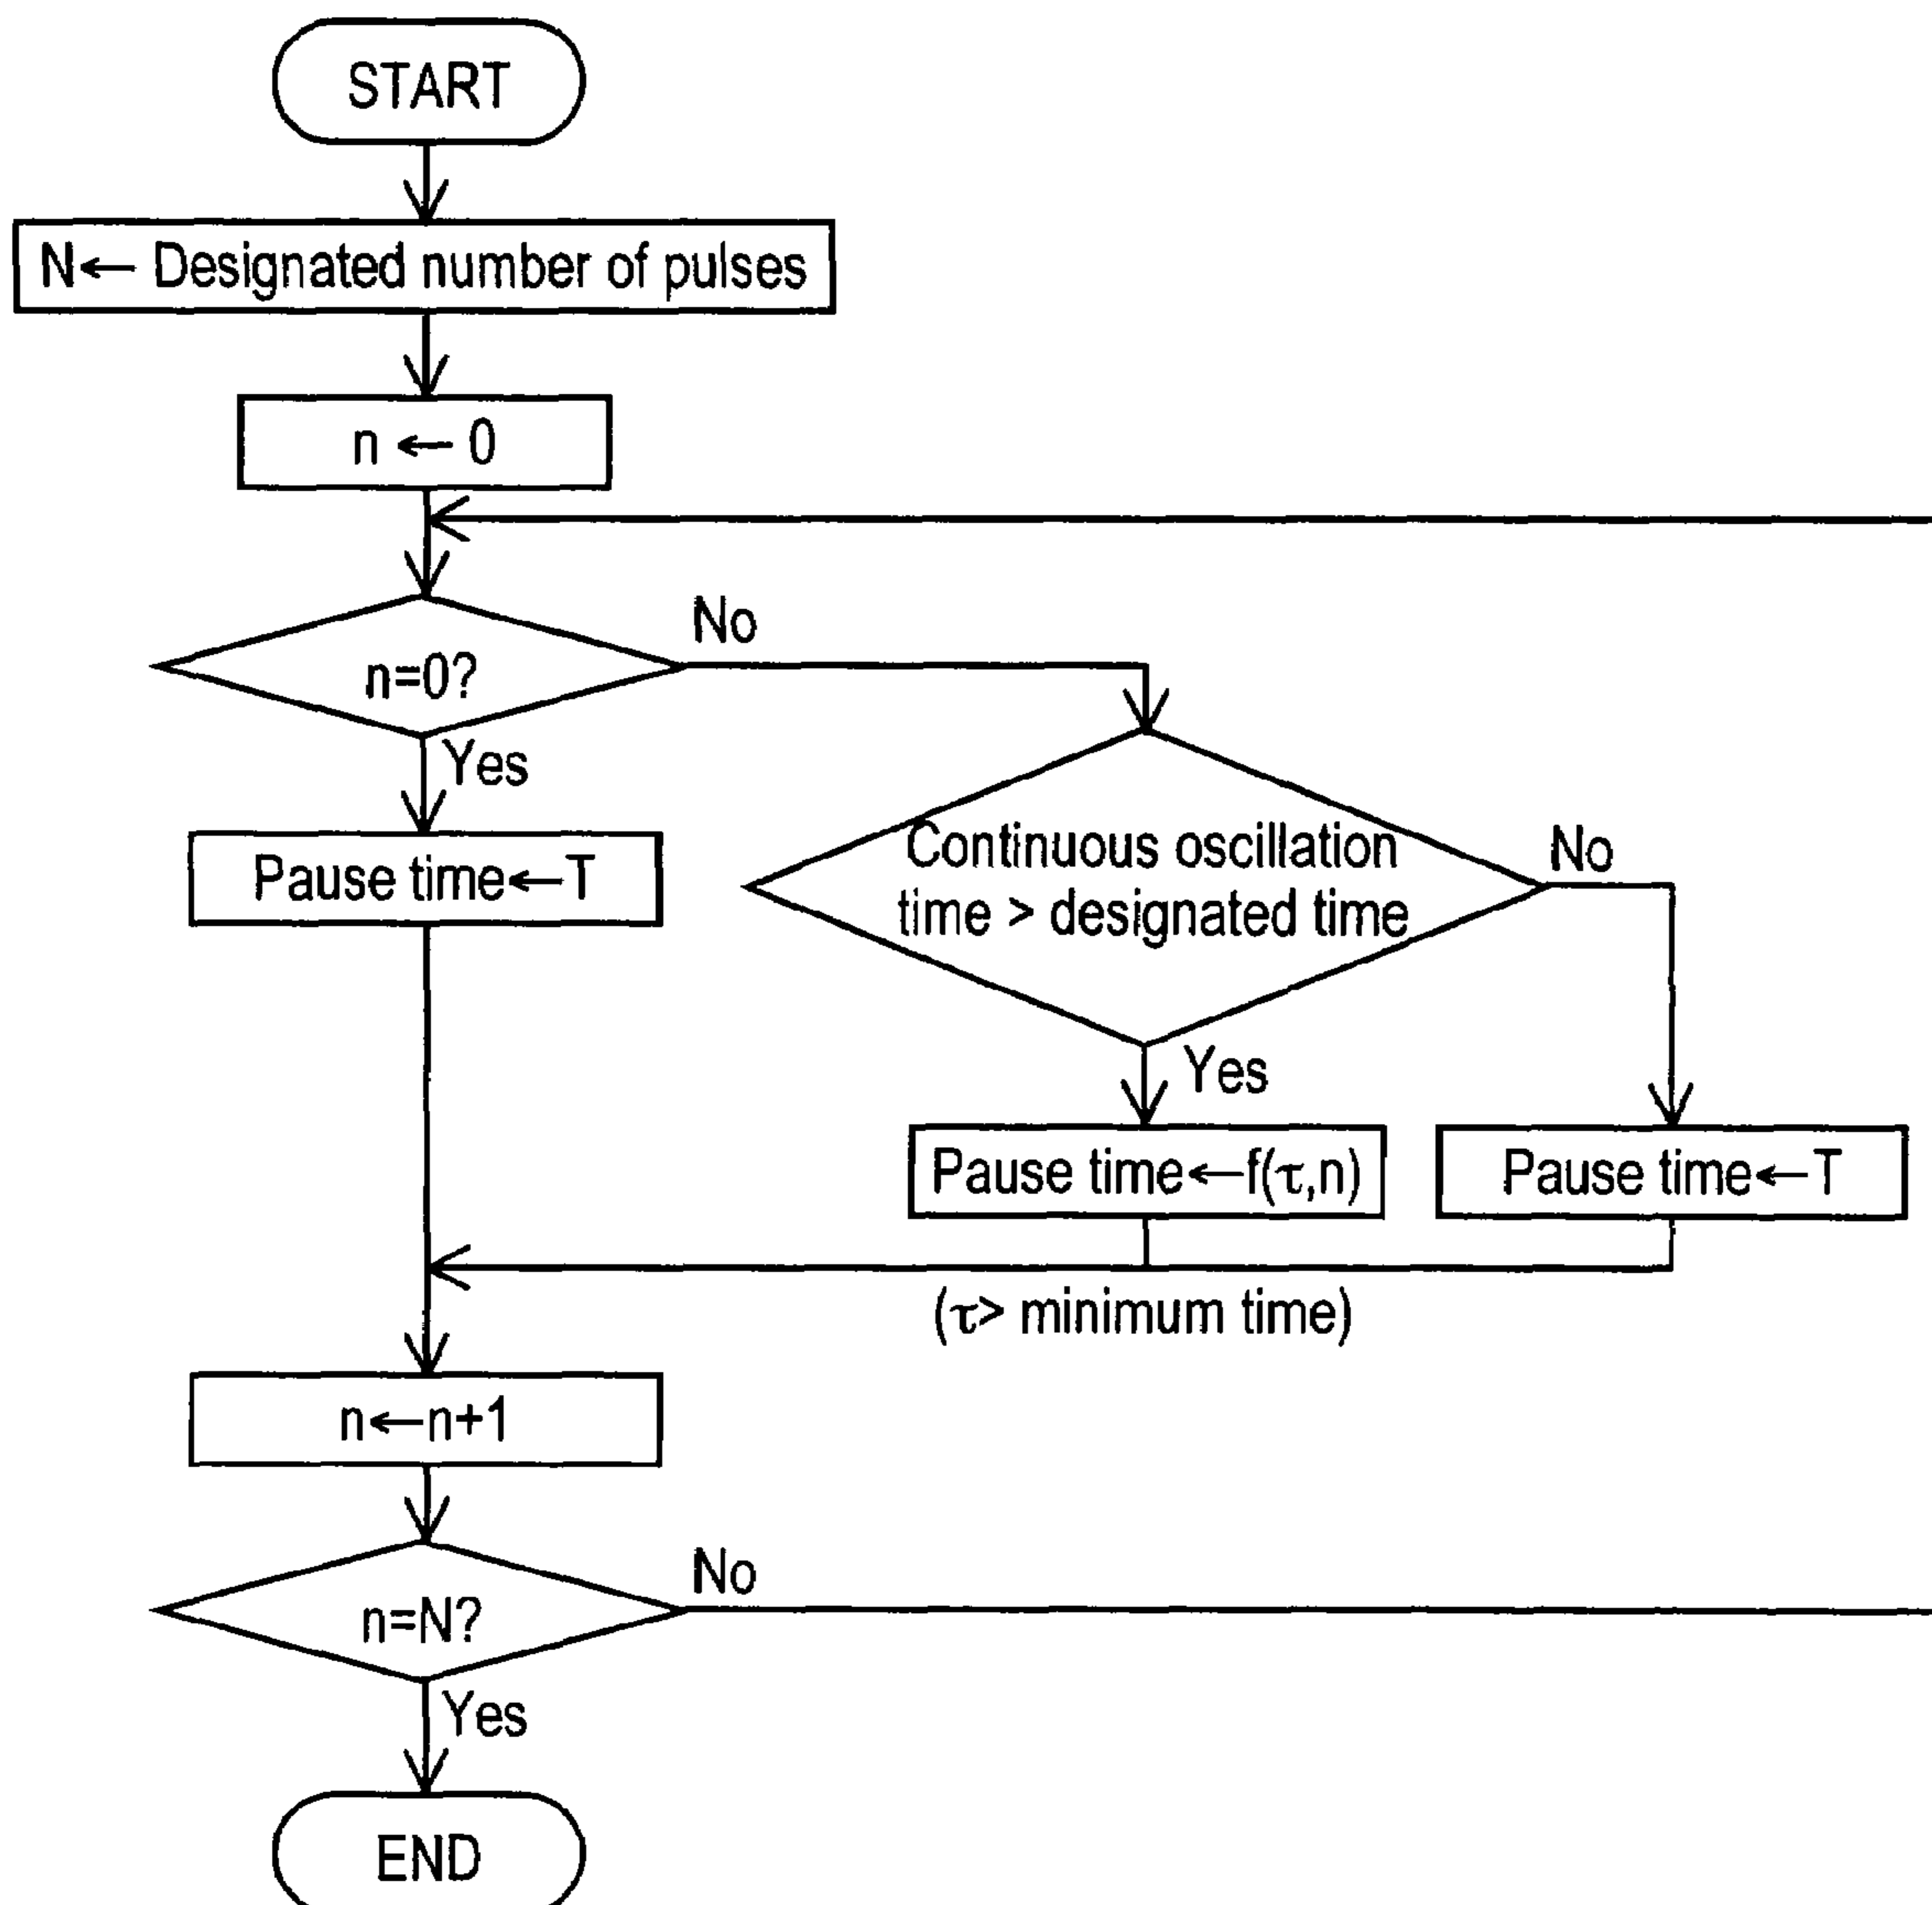 START
N← Designated number of pulses
n ← 0
n=0?
No
Yes
Pause time←T
Continuous oscillation
time > designated time
No
Yes
Pause time←f(τ,n)
Pause time←T
(τ> minimum time)
n←n+1
n=N?
No
Yes
END